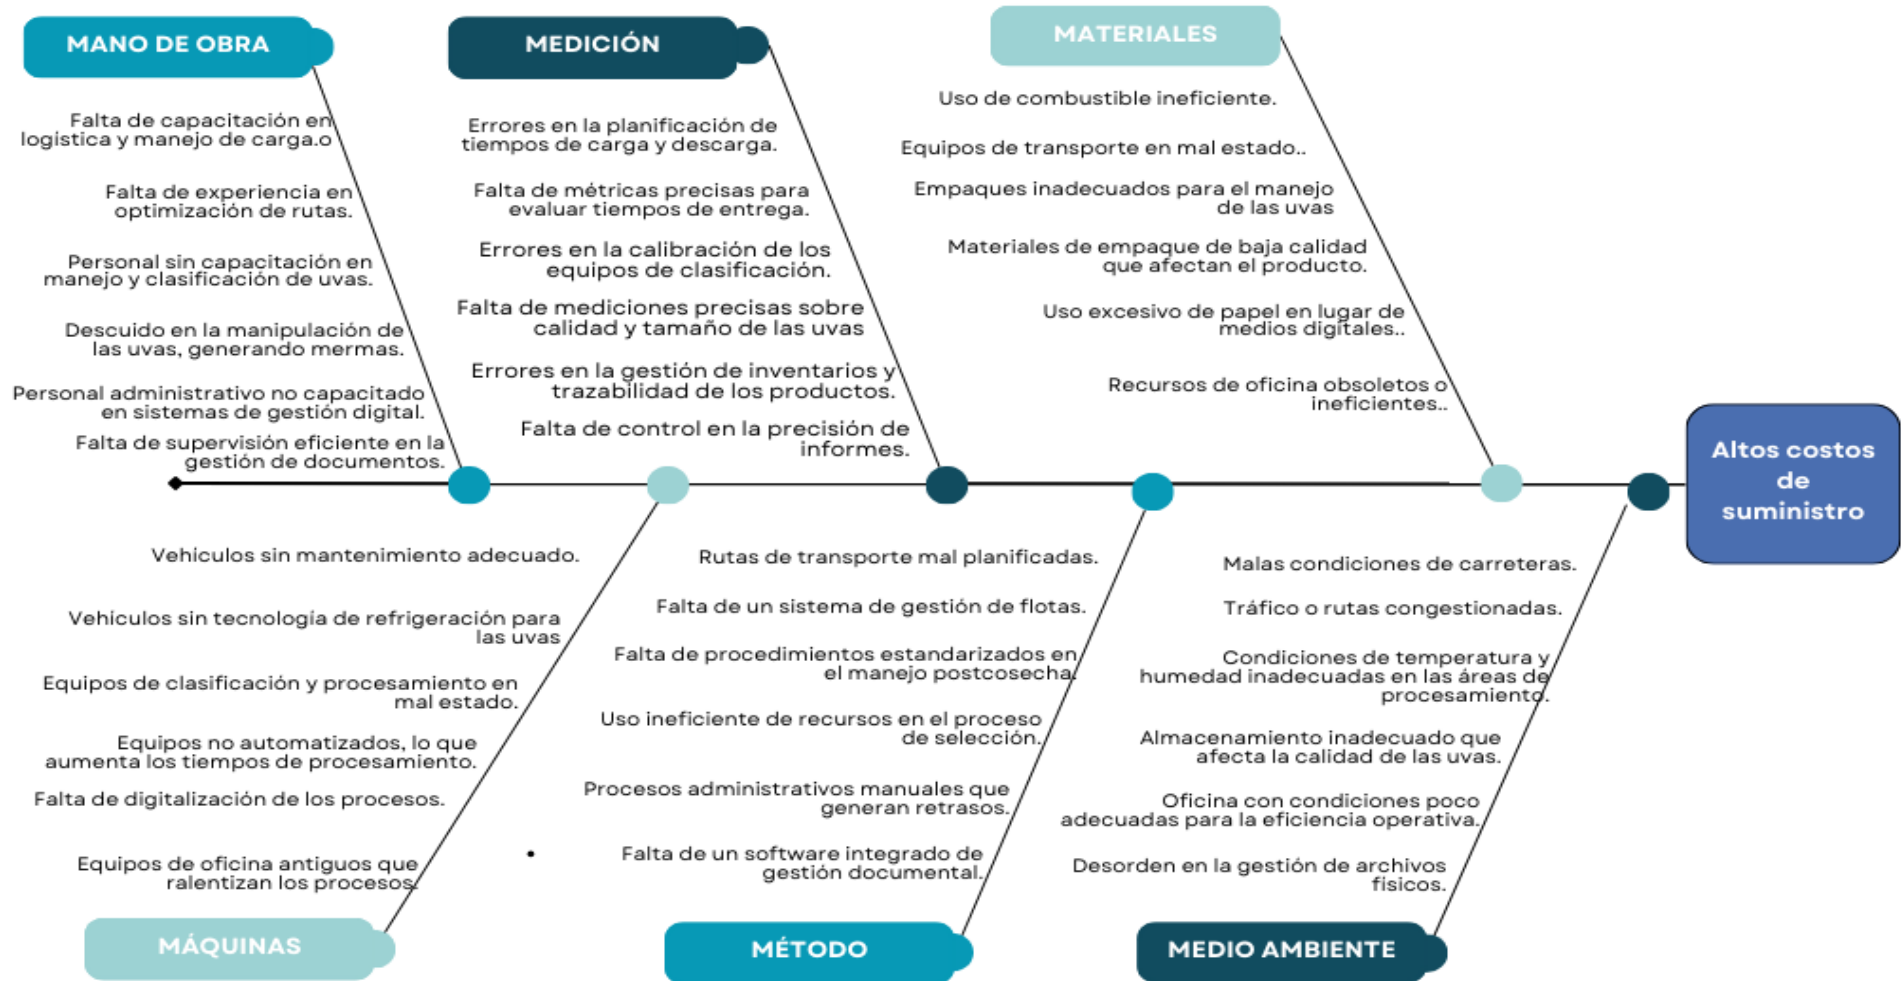 MANO DE OBRA
Falta de capacitación en
logística y manejo de carga.o
Falta de experiencia en
optimización de rutas.
Personal sin capacitación en
manejo y clasificación de uvas.
Descuido en la manipulación de
las uvas, generando mermas.
Personal administrativo no capacitado
en sistemas de gestión digital.
Falta de supervisión eficiente en la
gestión de documentos.
MEDICIÓN
Errores en la planificación de
tiempos de carga y descarga.
Falta de métricas precisas para
evaluar tiempos de entrega.
Errores en la calibración de los
equipos de clasificación.
Falta de mediciones precisas sobre
calidad y tamaño de las uvas
Errores en la gestión de inventarios y
trazabilidad de los productos.
Falta de control en la precisión de
informes.
MATERIALES
Uso de combustible ineficiente.
Equipos de transporte en mal estado..
Empaques inadecuados para el manejo
de las uvas
Materiales de empaque de baja calidad
que afectan el producto.
Uso excesivo de papel en lugar de
medios digitales..
Recursos de oficina obsoletos o
ineficientes..
Altos costos
de
suministro
Vehículos sin mantenimiento adecuado.
Vehículos sin tecnología de refrigeración para
las uvas
Equipos de clasificación y procesamiento en
mal estado.
Equipos no automatizados, lo que
aumenta los tiempos de procesamiento.
Falta de digitalización de los procesos.
Equipos de oficina antiguos que
ralentizan los procesos.
MÁQUINAS
Rutas de transporte mal planificadas.
Falta de un sistema de gestión de flotas.
Falta de procedimientos estandarizados en
el manejo postcosecha.
Uso ineficiente de recursos en el proceso
de selección.
Procesos administrativos manuales que
generan retrasos.
Falta de un software integrado de
gestión documental.
MÉTODO
Malas condiciones de carreteras.
Tráfico o rutas congestionadas.
Condiciones de temperatura y
humedad inadecuadas en las áreas de
procesamiento.
Almacenamiento inadecuado que
afecta la calidad de las uvas.
Oficina con condiciones poco
adecuadas para la eficiencia operativa.
Desorden en la gestión de archivos
físicos.
MEDIO AMBIENTE